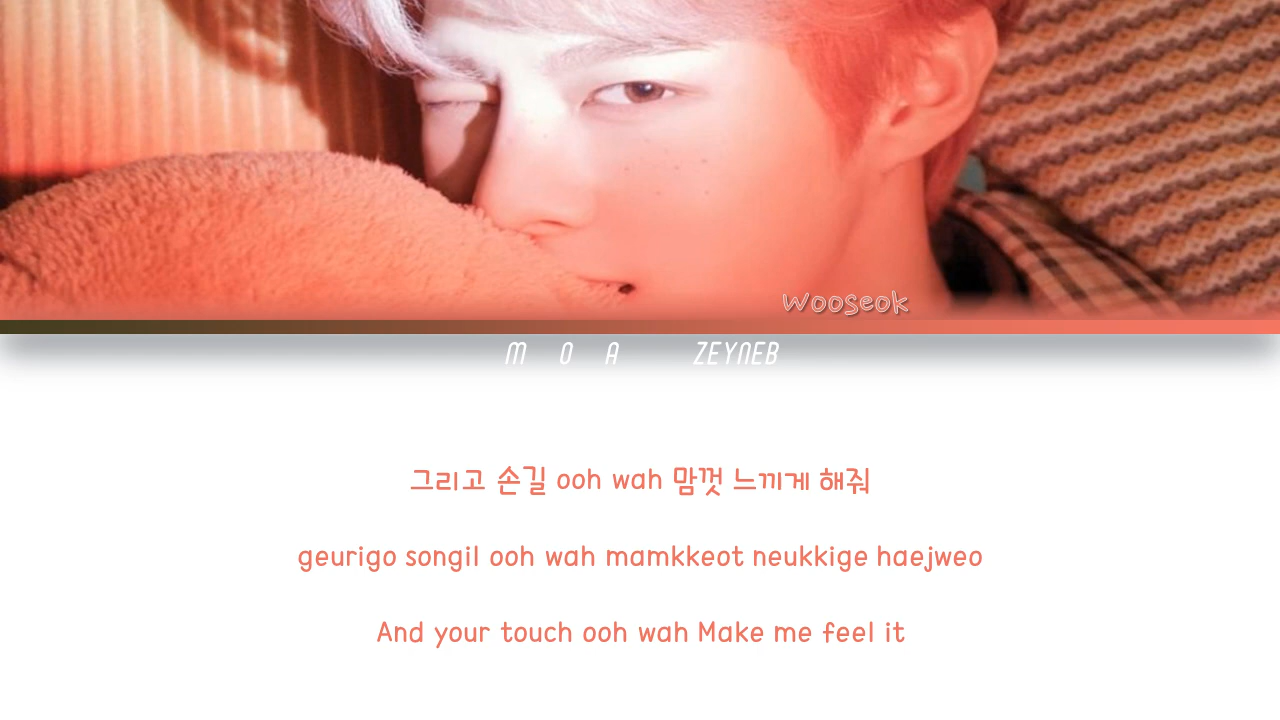 Wooseok
M O A ZEYNEB
그리고 손길 ooh wah 맘껏 느끼게 해줘
geurigo songil ooh wah mamkkeot neukkige haejweo
And your touch ooh wah Make me feel it